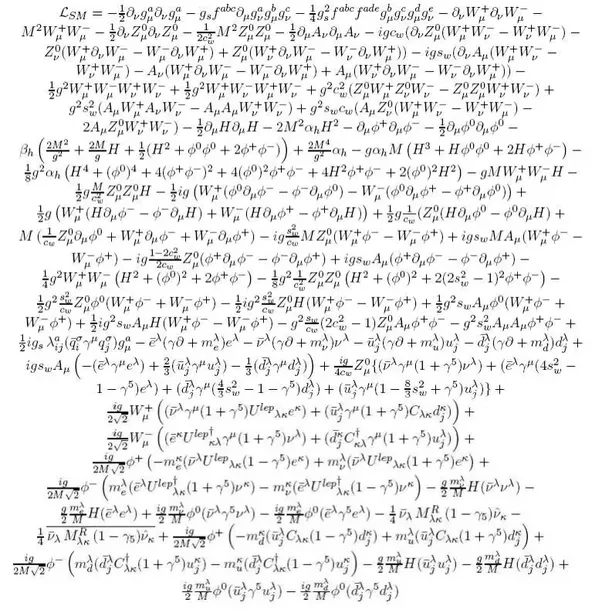 $\mathcal{L}_{SM} = -\frac{1}{2}\partial_\nu g^a_\mu \partial_\nu g^a_\mu - g_s f^{abc}\partial_\mu g^a_\nu g^b_\mu g^c_\nu - \frac{1}{4}g^2_s f^{abc}f^{ade}g^b_\mu g^c_\nu g^d_\mu g^e_\nu - \partial_\nu W^+_\mu \partial_\nu W^-_\mu -$
$M^2 W^+_\mu W^-_\mu - \frac{1}{2}\partial_\nu Z^0_\mu \partial_\nu Z^0_\mu - \frac{1}{2c^2_w}M^2 Z^0_\mu Z^0_\mu - \frac{1}{2}\partial_\mu A_\nu \partial_\mu A_\nu - igc_w(\partial_\nu Z^0_\mu(W^+_\mu W^-_\nu - W^+_\nu W^-_\mu) -$
$Z^0_\nu(W^+_\mu \partial_\nu W^-_\mu - W^-_\mu \partial_\nu W^+_\mu) + Z^0_\mu(W^+_\nu \partial_\nu W^-_\mu - W^-_\nu \partial_\nu W^+_\mu)) - igs_w(\partial_\nu A_\mu(W^+_\mu W^-_\nu -$
$W^+_\nu W^-_\mu) - A_\nu(W^+_\mu \partial_\nu W^-_\mu - W^-_\mu \partial_\nu W^+_\mu) + A_\mu(W^+_\nu \partial_\nu W^-_\mu - W^-_\nu \partial_\nu W^+_\mu)) -$
$\frac{1}{2}g^2 W^+_\mu W^-_\mu W^+_\nu W^-_\nu + \frac{1}{2}g^2 W^+_\mu W^-_\nu W^+_\mu W^-_\nu + g^2 c^2_w(Z^0_\mu W^+_\mu Z^0_\nu W^-_\nu - Z^0_\mu Z^0_\mu W^+_\nu W^-_\nu) +$
$g^2 s^2_w(A_\mu W^+_\mu A_\nu W^-_\nu - A_\mu A_\mu W^+_\nu W^-_\nu) + g^2 s_w c_w(A_\mu Z^0_\nu(W^+_\mu W^-_\nu - W^+_\nu W^-_\mu) -$
$2A_\mu Z^0_\mu W^+_\nu W^-_\nu) - \frac{1}{2}\partial_\mu H \partial_\mu H - 2M^2 \alpha_h H^2 - \partial_\mu \phi^+ \partial_\mu \phi^- - \frac{1}{2}\partial_\mu \phi^0 \partial_\mu \phi^0 -$
$\beta_h \left(\frac{2M^2}{g^2} + \frac{2M}{g}H + \frac{1}{2}(H^2 + \phi^0\phi^0 + 2\phi^+\phi^-)\right) + \frac{2M^4}{g^2}\alpha_h - g\alpha_h M \left(H^3 + H\phi^0\phi^0 + 2H\phi^+\phi^-\right) -$
$\frac{1}{8}g^2 \alpha_h \left(H^4 + (\phi^0)^4 + 4(\phi^+\phi^-)^2 + 4(\phi^0)^2\phi^+\phi^- + 4H^2\phi^+\phi^- + 2(\phi^0)^2 H^2\right) - gMW^+_\mu W^-_\mu H -$
$\frac{1}{2}g\frac{M}{c^2_w}Z^0_\mu Z^0_\mu H - \frac{1}{2}ig\left(W^+_\mu(\phi^0\partial_\mu\phi^- - \phi^-\partial_\mu\phi^0) - W^-_\mu(\phi^0\partial_\mu\phi^+ - \phi^+\partial_\mu\phi^0)\right) +$
$\frac{1}{2}g\left(W^+_\mu(H\partial_\mu\phi^- - \phi^-\partial_\mu H) + W^-_\mu(H\partial_\mu\phi^+ - \phi^+\partial_\mu H)\right) + \frac{1}{2}g\frac{1}{c_w}(Z^0_\mu(H\partial_\mu\phi^0 - \phi^0\partial_\mu H) +$
$M(\frac{1}{c_w}Z^0_\mu\partial_\mu\phi^0 + W^+_\mu\partial_\mu\phi^- + W^-_\mu\partial_\mu\phi^+) - ig\frac{s^2_w}{c_w}MZ^0_\mu(W^+_\mu\phi^- - W^-_\mu\phi^+) + igs_w MA_\mu(W^+_\mu\phi^- -$
$W^-_\mu\phi^+) - ig\frac{1-2c^2_w}{2c_w}Z^0_\mu(\phi^+\partial_\mu\phi^- - \phi^-\partial_\mu\phi^+) + igs_w A_\mu(\phi^+\partial_\mu\phi^- - \phi^-\partial_\mu\phi^+) -$
$\frac{1}{4}g^2 W^+_\mu W^-_\mu\left(H^2 + (\phi^0)^2 + 2\phi^+\phi^-\right) - \frac{1}{8}g^2\frac{1}{c^2_w}Z^0_\mu Z^0_\mu\left(H^2 + (\phi^0)^2 + 2(2s^2_w - 1)^2\phi^+\phi^-\right) -$
$\frac{1}{2}g^2\frac{s^2_w}{c_w}Z^0_\mu\phi^0(W^+_\mu\phi^- + W^-_\mu\phi^+) - \frac{1}{2}ig^2\frac{s^2_w}{c_w}Z^0_\mu H(W^+_\mu\phi^- - W^-_\mu\phi^+) + \frac{1}{2}g^2 s_w A_\mu\phi^0(W^+_\mu\phi^- +$
$W^-_\mu\phi^+) + \frac{1}{2}ig^2 s_w A_\mu H(W^+_\mu\phi^- - W^-_\mu\phi^+) - g^2\frac{s_w}{c_w}(2c^2_w - 1)Z^0_\mu A_\mu\phi^+\phi^- - g^2 s^2_w A_\mu A_\mu\phi^+\phi^- +$
$\frac{1}{2}ig_s\,\lambda^a_{ij}(\bar{q}^\sigma_i\gamma^\mu q^\sigma_j)g^a_\mu - \bar{e}^\lambda(\gamma\partial + m^\lambda_e)e^\lambda - \bar{\nu}^\lambda(\gamma\partial + m^\lambda_\nu)\nu^\lambda - \bar{u}^\lambda_j(\gamma\partial + m^\lambda_u)u^\lambda_j - \bar{d}^\lambda_j(\gamma\partial + m^\lambda_d)d^\lambda_j +$
$igs_w A_\mu\left(-(\bar{e}^\lambda\gamma^\mu e^\lambda) + \frac{2}{3}(\bar{u}^\lambda_j\gamma^\mu u^\lambda_j) - \frac{1}{3}(\bar{d}^\lambda_j\gamma^\mu d^\lambda_j)\right) + \frac{ig}{4c_w}Z^0_\mu\{(\bar{\nu}^\lambda\gamma^\mu(1+\gamma^5)\nu^\lambda) + (\bar{e}^\lambda\gamma^\mu(4s^2_w -$
$1 - \gamma^5)e^\lambda) + (\bar{d}^\lambda_j\gamma^\mu(\frac{4}{3}s^2_w - 1 - \gamma^5)d^\lambda_j) + (\bar{u}^\lambda_j\gamma^\mu(1 - \frac{8}{3}s^2_w + \gamma^5)u^\lambda_j)\} +$
$\frac{ig}{2\sqrt{2}}W^+_\mu\left((\bar{\nu}^\lambda\gamma^\mu(1+\gamma^5)U^{lep}{}_{\lambda\kappa}e^\kappa) + (\bar{u}^\lambda_j\gamma^\mu(1+\gamma^5)C_{\lambda\kappa}d^\kappa_j)\right) +$
$\frac{ig}{2\sqrt{2}}W^-_\mu\left((\bar{e}^\kappa U^{lep\dagger}{}_{\kappa\lambda}\gamma^\mu(1+\gamma^5)\nu^\lambda) + (\bar{d}^\kappa_j C^\dagger_{\kappa\lambda}\gamma^\mu(1+\gamma^5)u^\lambda_j)\right) +$
$\frac{ig}{2M\sqrt{2}}\phi^+\left(-m^\kappa_e(\bar{\nu}^\lambda U^{lep}{}_{\lambda\kappa}(1-\gamma^5)e^\kappa) + m^\lambda_\nu(\bar{\nu}^\lambda U^{lep}{}_{\lambda\kappa}(1+\gamma^5)e^\kappa\right) +$
$\frac{ig}{2M\sqrt{2}}\phi^-\left(m^\lambda_e(\bar{e}^\lambda U^{lep\dagger}{}_{\lambda\kappa}(1+\gamma^5)\nu^\kappa) - m^\kappa_\nu(\bar{e}^\lambda U^{lep\dagger}{}_{\lambda\kappa}(1-\gamma^5)\nu^\kappa\right) - \frac{g}{2}\frac{m^\lambda_\nu}{M}H(\bar{\nu}^\lambda\nu^\lambda) -$
$\frac{g}{2}\frac{m^\lambda_e}{M}H(\bar{e}^\lambda e^\lambda) + \frac{ig}{2}\frac{m^\lambda_\nu}{M}\phi^0(\bar{\nu}^\lambda\gamma^5\nu^\lambda) - \frac{ig}{2}\frac{m^\lambda_e}{M}\phi^0(\bar{e}^\lambda\gamma^5 e^\lambda) - \frac{1}{4}\bar{\nu}_\lambda\,M^R_{\lambda\kappa}(1-\gamma_5)\hat{\nu}_\kappa -$
$\frac{1}{4}\overline{\bar{\nu}_\lambda\,M^R_{\lambda\kappa}(1-\gamma_5)\hat{\nu}_\kappa} + \frac{ig}{2M\sqrt{2}}\phi^+\left(-m^\kappa_d(\bar{u}^\lambda_j C_{\lambda\kappa}(1-\gamma^5)d^\kappa_j) + m^\lambda_u(\bar{u}^\lambda_j C_{\lambda\kappa}(1+\gamma^5)d^\kappa_j\right) +$
$\frac{ig}{2M\sqrt{2}}\phi^-\left(m^\lambda_d(\bar{d}^\lambda_j C^\dagger_{\lambda\kappa}(1+\gamma^5)u^\kappa_j) - m^\kappa_u(\bar{d}^\lambda_j C^\dagger_{\lambda\kappa}(1-\gamma^5)u^\kappa_j\right) - \frac{g}{2}\frac{m^\lambda_u}{M}H(\bar{u}^\lambda_j u^\lambda_j) - \frac{g}{2}\frac{m^\lambda_d}{M}H(\bar{d}^\lambda_j d^\lambda_j) +$
$\frac{ig}{2}\frac{m^\lambda_u}{M}\phi^0(\bar{u}^\lambda_j\gamma^5 u^\lambda_j) - \frac{ig}{2}\frac{m^\lambda_d}{M}\phi^0(\bar{d}^\lambda_j\gamma^5 d^\lambda_j)$